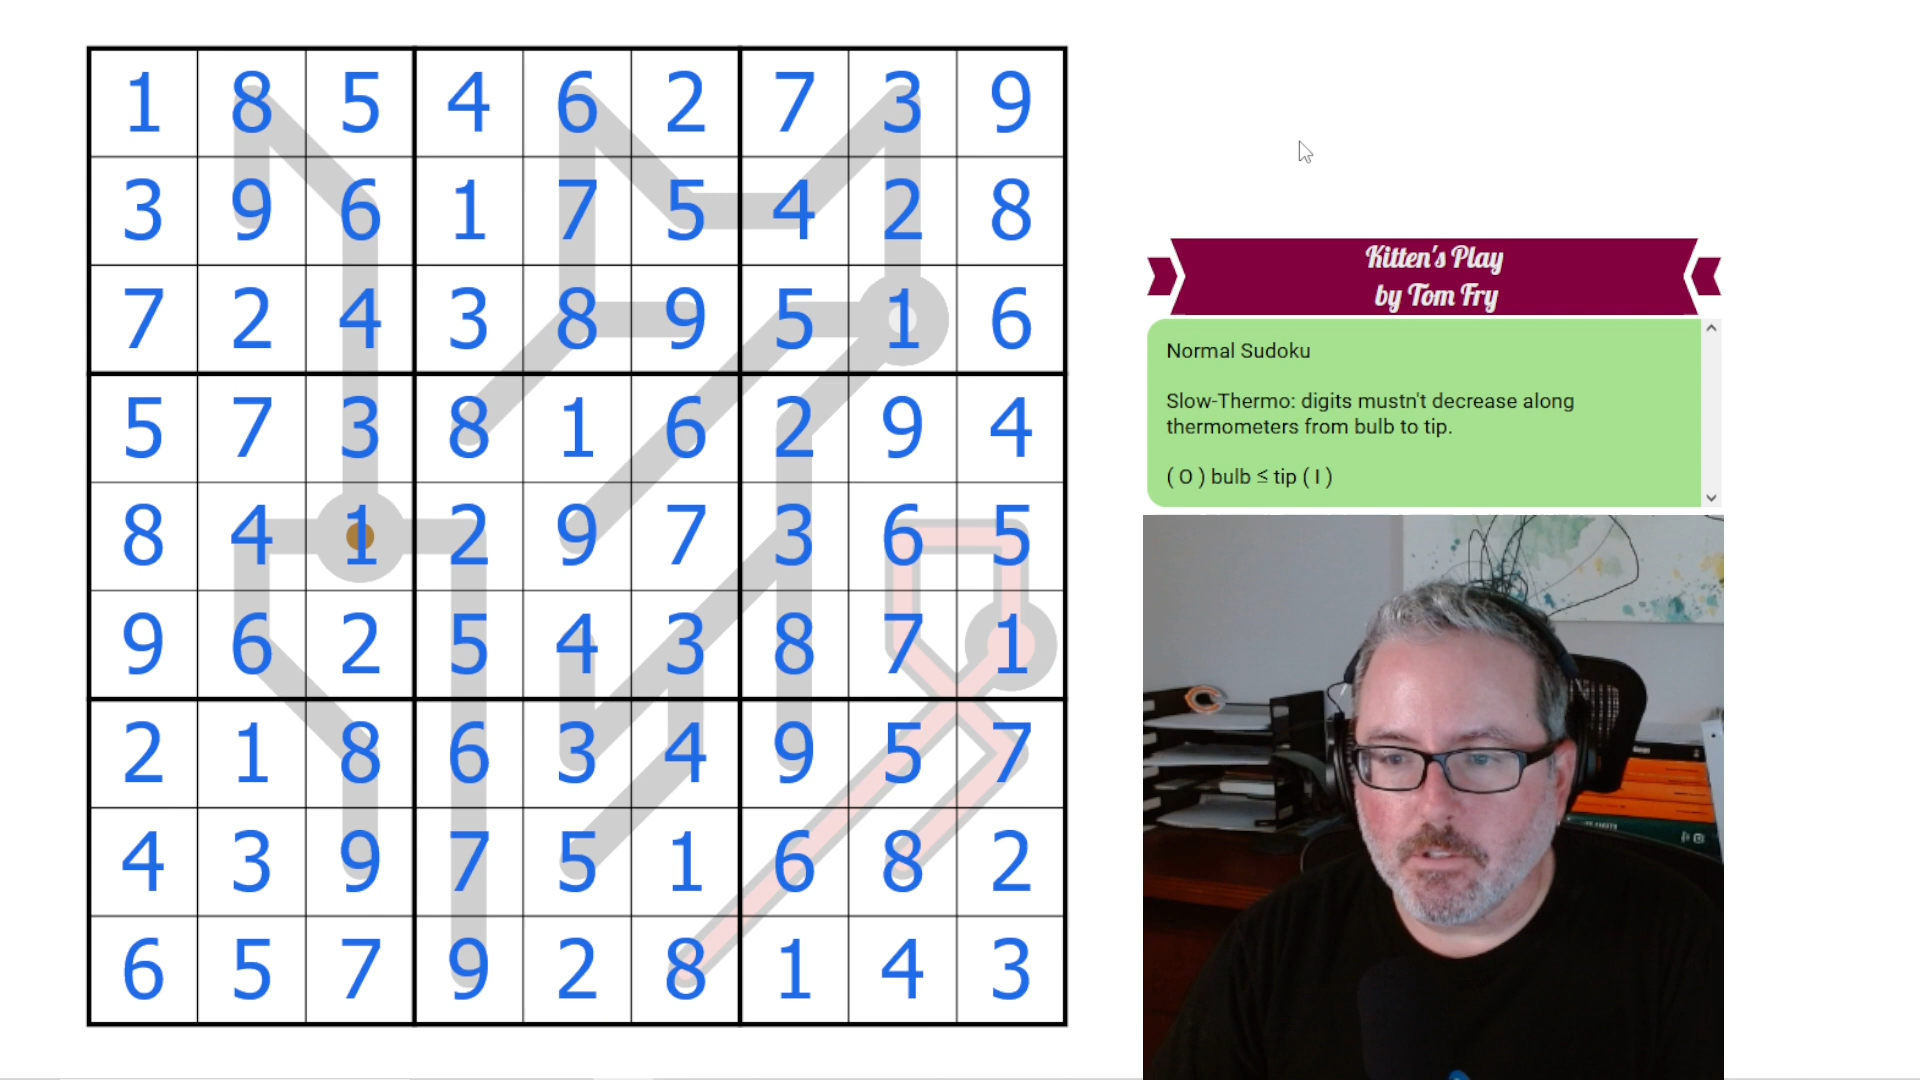 1 8 5 4 6 2 7 3 9
3 9 6 1 7 5 4 2 8
7 2 4 3 8 9 5 1 6
5 7 3 8 1 6 2 9 4
8 4 1 2 9 7 3 6 5
9 6 2 5 4 3 8 7 1
2 1 8 6 3 4 9 5 7
4 3 9 7 5 1 6 8 2
6 5 7 9 2 8 1 4 3
Kitten's Play
by Tom Fry
Normal Sudoku
Slow-Thermo: digits mustn't decrease along
thermometers from bulb to tip.
( O ) bulb ≤ tip ( I )